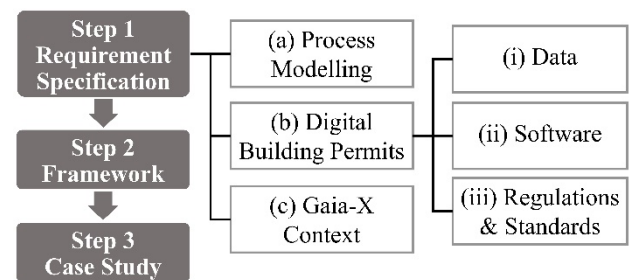 Step 1
Requirement
Specification
Step 2
Framework
Step 3
Case Study
(a) Process
Modelling
(b) Digital
Building Permits
(c) Gaia-X
Context
(i) Data
(ii) Software
(iii) Regulations
& Standards